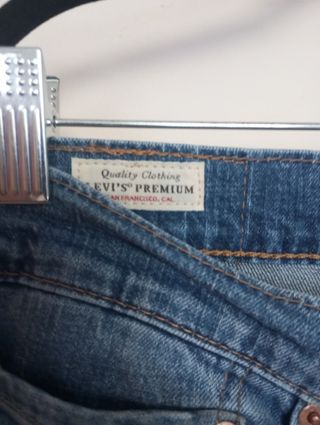 Quality Clothing
EVI'S® PREMIUM
AN FRANCISCO, CAL